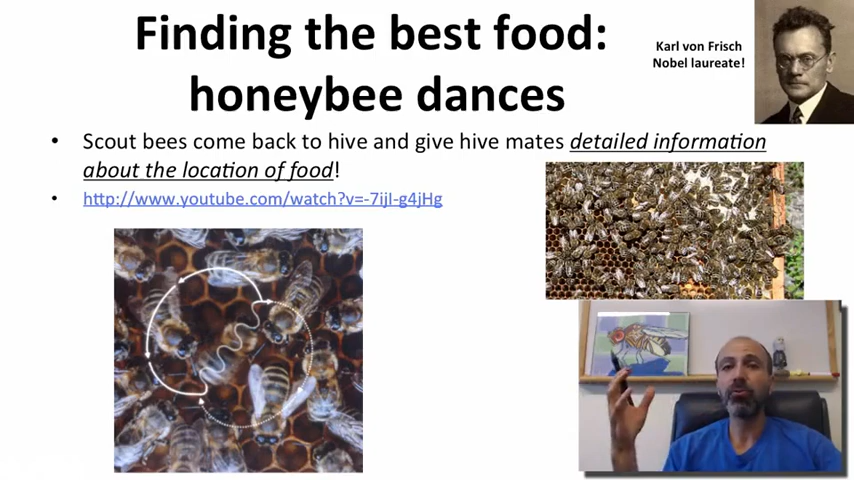 Finding the best food:
honeybee dances
Karl von Frisch
Nobel laureate!
• Scout bees come back to hive and give hive mates detailed information
about the location of food!
• http://www.youtube.com/watch?v=-7ijI-g4jHg